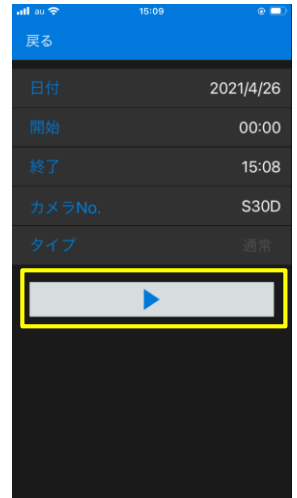 au 15:09
戻る
日付 2021/4/26
開始 00:00
終了 15:08
カメラNo. S30D
タイプ 通常